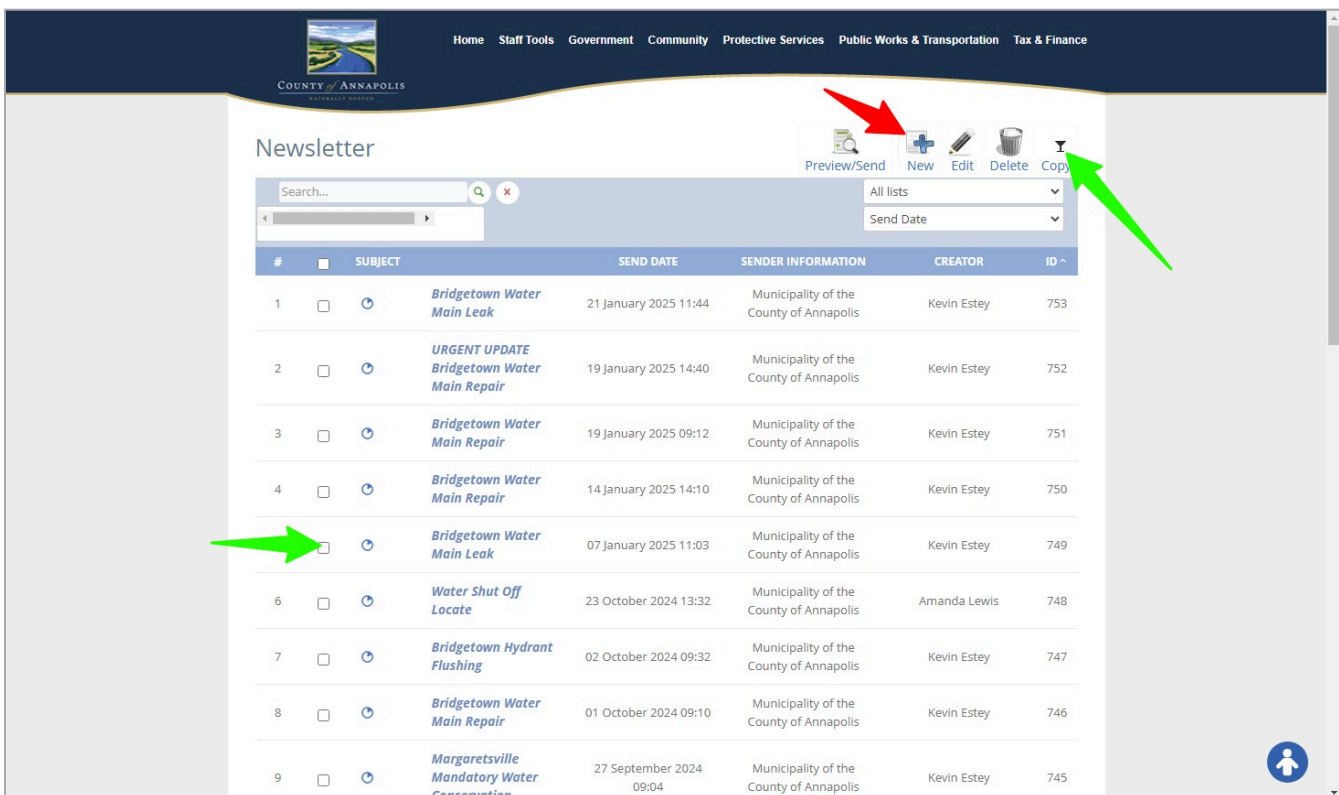 Home Staff Tools Government Community Protective Services Public Works & Transportation Tax & Finance
COUNTY of ANNAPOLIS
NATURALLY ROOTED
Newsletter
Preview/Send New Edit Delete Copy
Search... x All lists
Send Date
# SUBJECT SEND DATE SENDER INFORMATION CREATOR ID ^
1 Bridgetown Water Main Leak 21 January 2025 11:44 Municipality of the County of Annapolis Kevin Estey 753
2 URGENT UPDATE Bridgetown Water Main Repair 19 January 2025 14:40 Municipality of the County of Annapolis Kevin Estey 752
3 Bridgetown Water Main Repair 19 January 2025 09:12 Municipality of the County of Annapolis Kevin Estey 751
4 Bridgetown Water Main Repair 14 January 2025 14:10 Municipality of the County of Annapolis Kevin Estey 750
Bridgetown Water Main Leak 07 January 2025 11:03 Municipality of the County of Annapolis Kevin Estey 749
6 Water Shut Off Locate 23 October 2024 13:32 Municipality of the County of Annapolis Amanda Lewis 748
7 Bridgetown Hydrant Flushing 02 October 2024 09:32 Municipality of the County of Annapolis Kevin Estey 747
8 Bridgetown Water Main Repair 01 October 2024 09:10 Municipality of the County of Annapolis Kevin Estey 746
9 Margaretsville Mandatory Water Conservation 27 September 2024 09:04 Municipality of the County of Annapolis Kevin Estey 745